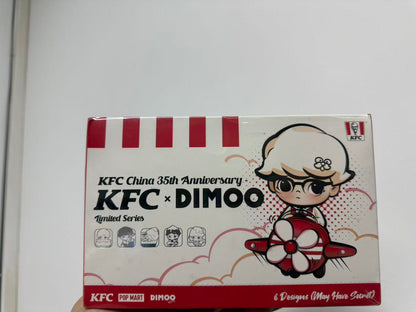 KFC
KFC China 35th Anniversary
KFC × DIMOO
Limited Series
KFC POP MART DIMOO
6 Designs (May Have Secret)